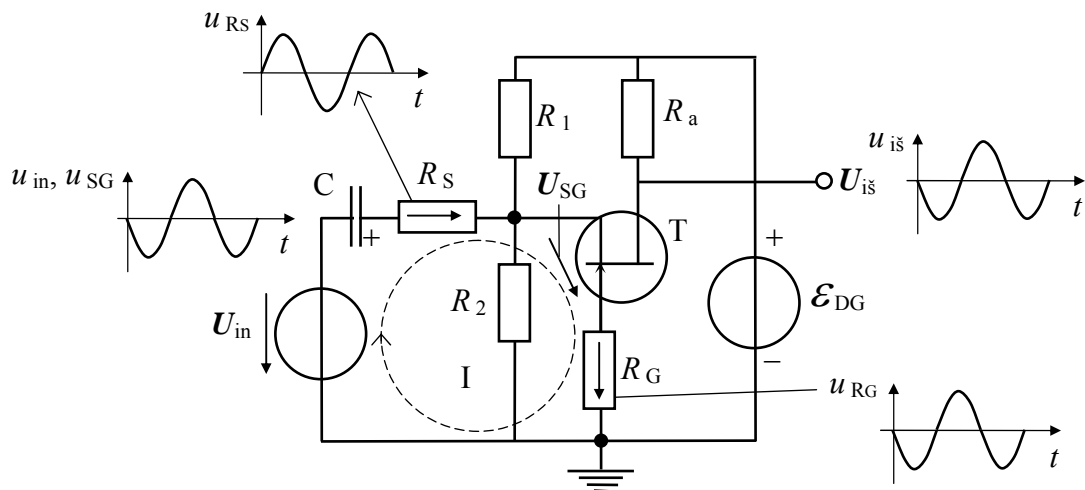 u RS
t
R 1
R a
u iš
u in, u SG
C
R S
U SG
U iš
t
+
T
t
+
R 2
ε DG
U in
I
R G
−
u RG
t